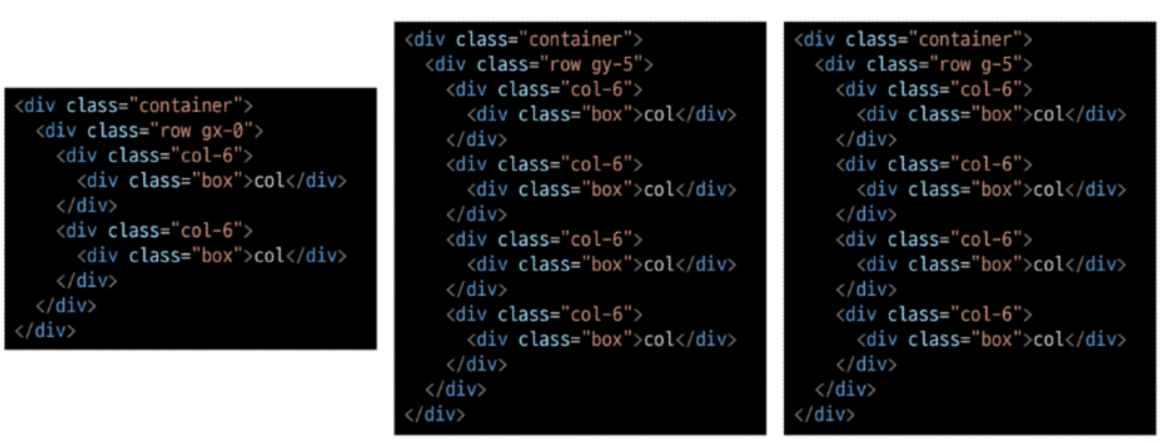 <div class="container">
  <div class="row gx-0">
    <div class="col-6">
      <div class="box">col</div>
    </div>
    <div class="col-6">
      <div class="box">col</div>
    </div>
  </div>
</div>
<div class="container">
  <div class="row gy-5">
    <div class="col-6">
      <div class="box">col</div>
    </div>
    <div class="col-6">
      <div class="box">col</div>
    </div>
    <div class="col-6">
      <div class="box">col</div>
    </div>
    <div class="col-6">
      <div class="box">col</div>
    </div>
  </div>
</div>
<div class="container">
  <div class="row g-5">
    <div class="col-6">
      <div class="box">col</div>
    </div>
    <div class="col-6">
      <div class="box">col</div>
    </div>
    <div class="col-6">
      <div class="box">col</div>
    </div>
    <div class="col-6">
      <div class="box">col</div>
    </div>
  </div>
</div>